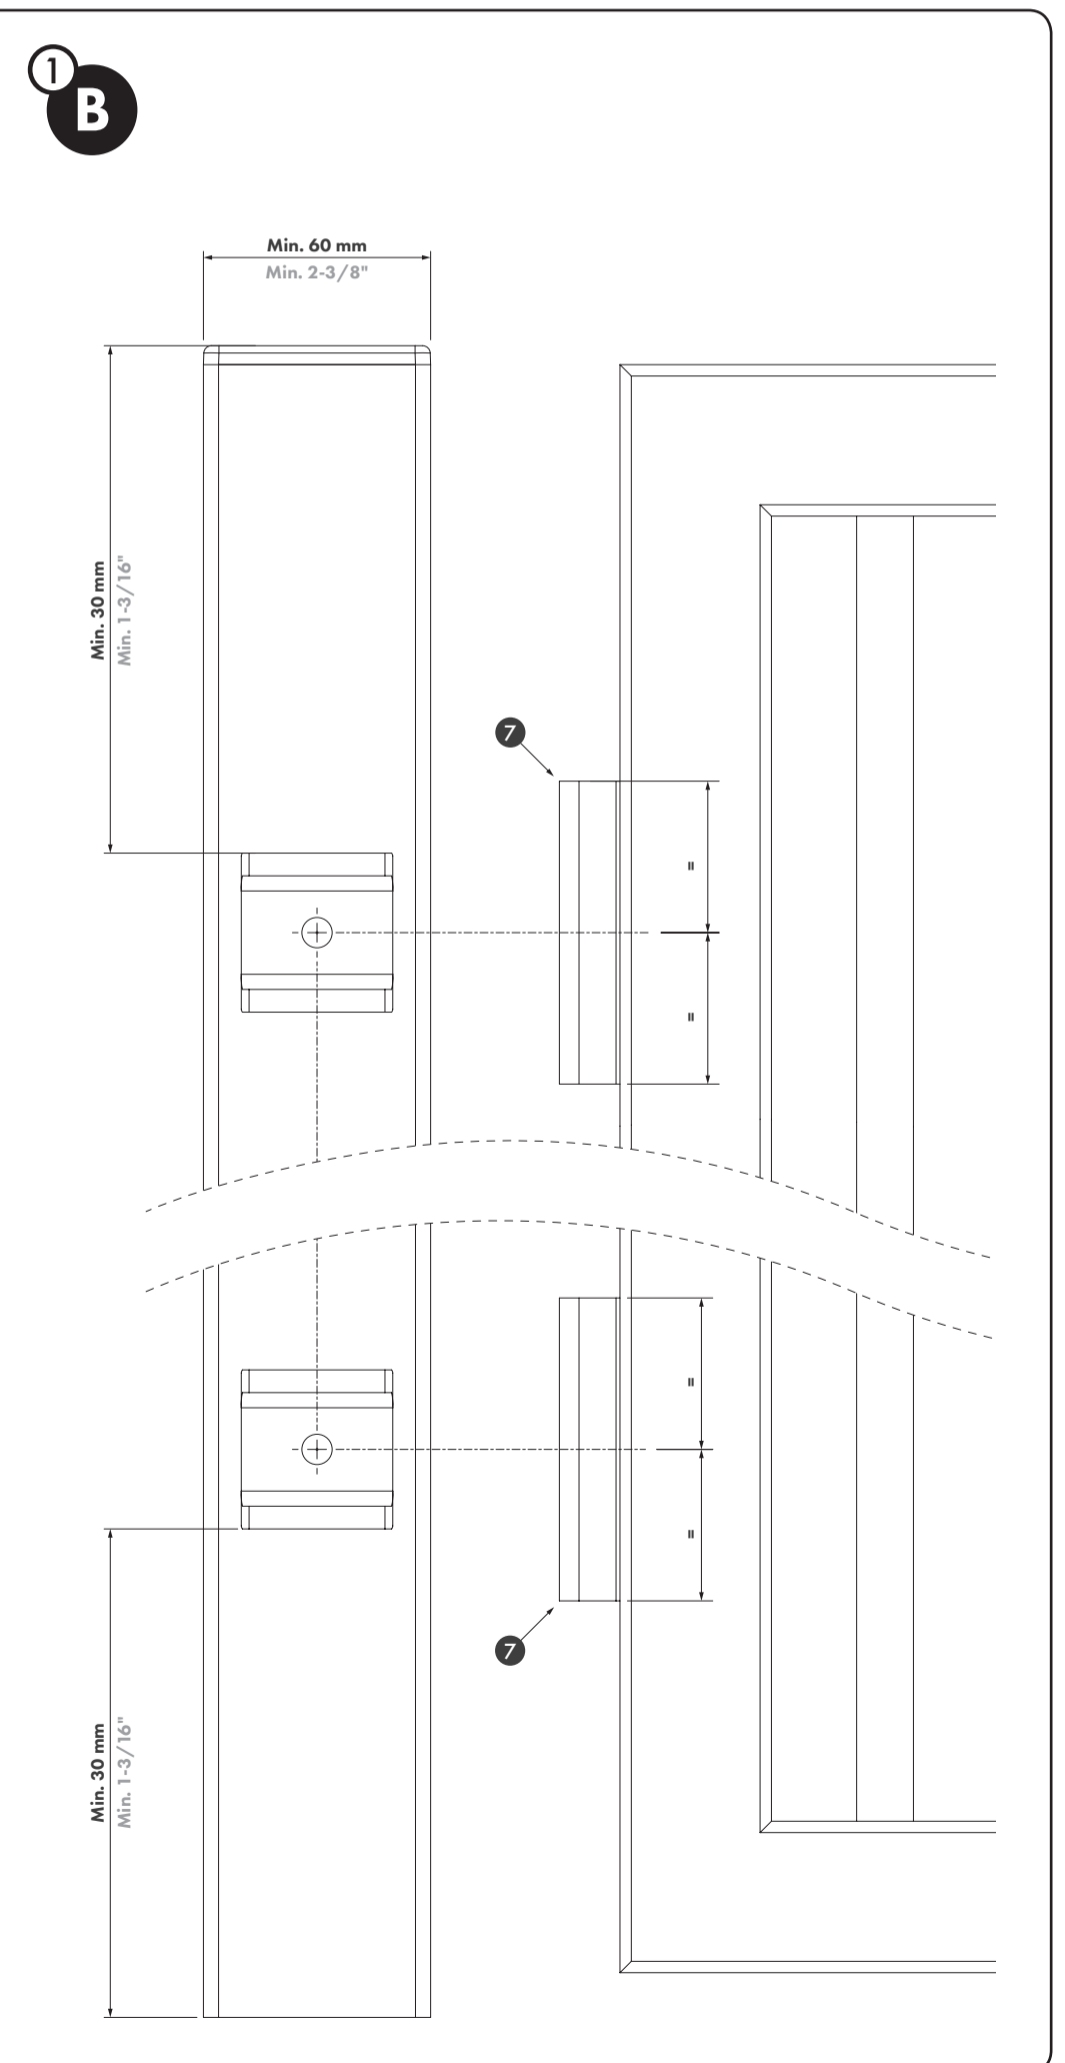 1
B
Min. 60 mm
Min. 2-3/8"
Min. 30 mm
Min. 1-3/16"
7
=
=
=
=
7
Min. 30 mm
Min. 1-3/16"